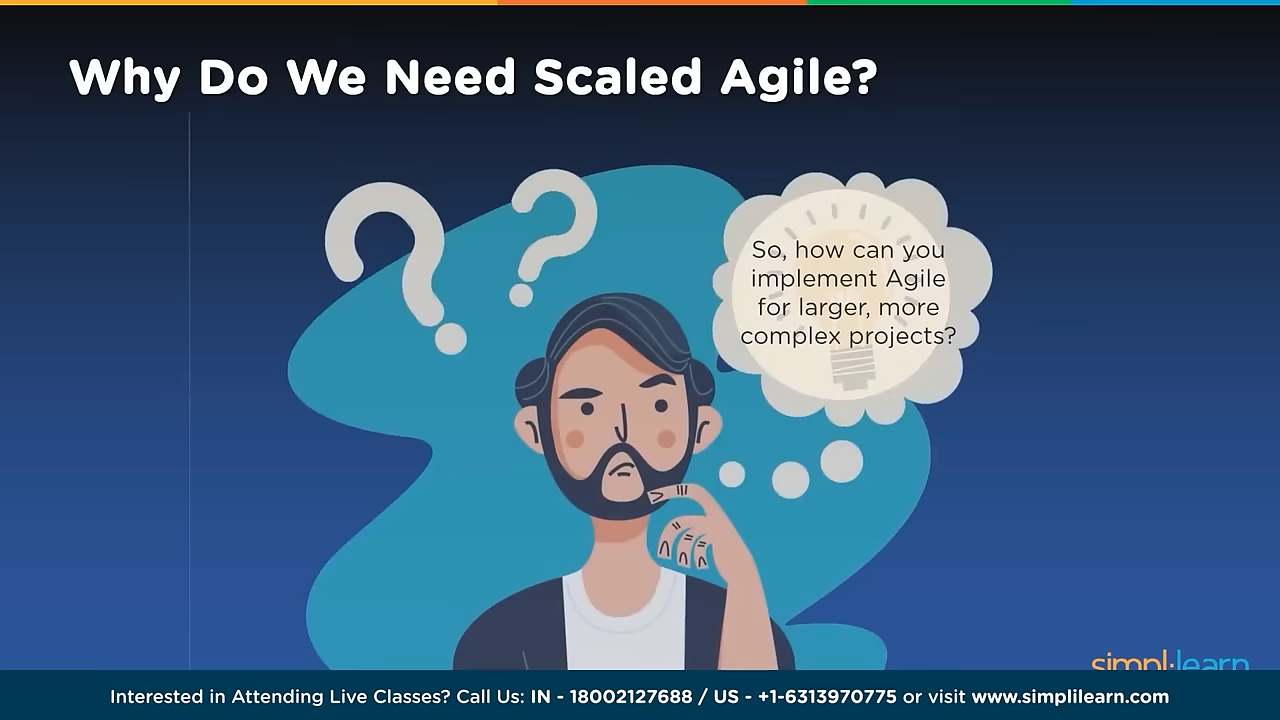 Why Do We Need Scaled Agile?
So, how can you
implement Agile
for larger, more
complex projects?
simplilearn
Interested in Attending Live Classes? Call Us: IN - 18002127688 / US - +1-6313970775 or visit www.simplilearn.com